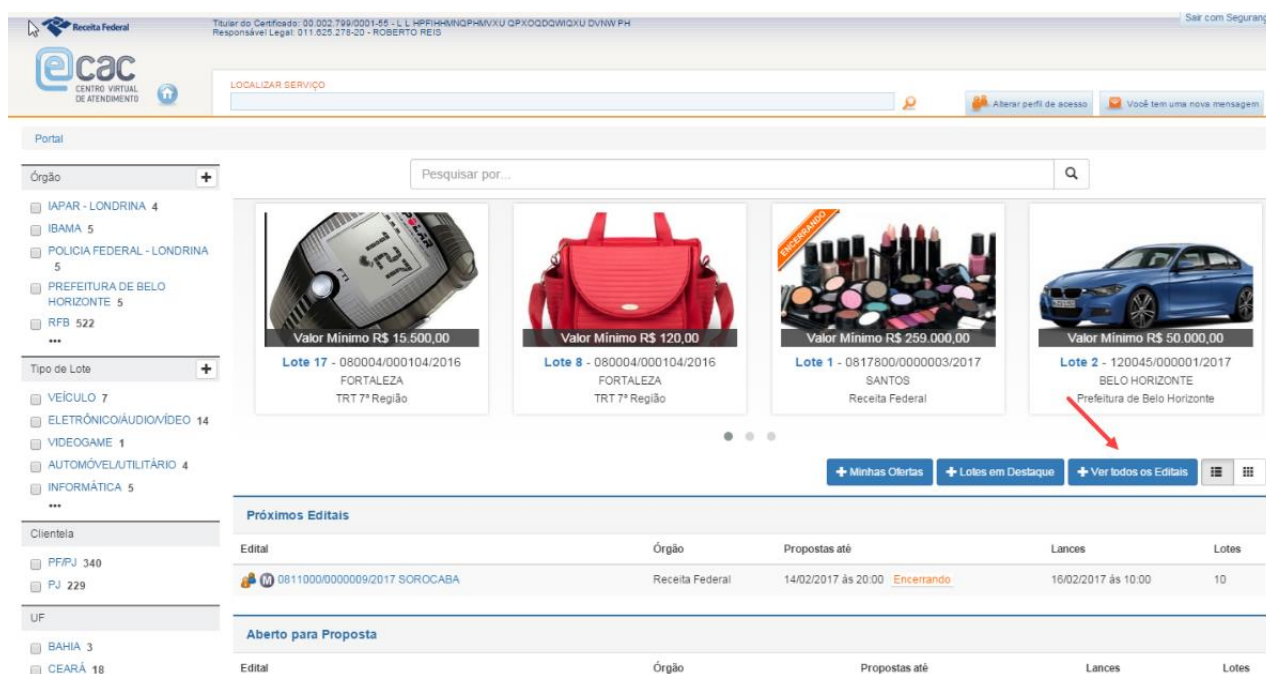 Receita Federal
Titular do Certificado: 00.002.799/0001-55 - L L HPFIHHMNQPHMVXU QPXOQDQWIQXU DVNW PH
Responsável Legal: 011.625.278-20 - ROBERTO REIS
Sair com Seguranç
ecac
CENTRO VIRTUAL
DE ATENDIMENTO
LOCALIZAR SERVIÇO
Alterar perfil de acesso
Você tem uma nova mensagem
Portal
Pesquisar por...
Órgão
IAPAR - LONDRINA 4
IBAMA 5
POLICIA FEDERAL - LONDRINA
5
PREFEITURA DE BELO
HORIZONTE 5
RFB 522
•••
Tipo de Lote
VEÍCULO 7
ELETRÔNICO/ÁUDIO/VÍDEO 14
VIDEOGAME 1
AUTOMÓVEL/UTILITÁRIO 4
INFORMÁTICA 5
•••
Clientela
PF/PJ 340
PJ 229
UF
BAHIA 3
CEARÁ 18
POLAR
FT1
Valor Mínimo R$ 15.500,00
Lote 17 - 080004/000104/2016
FORTALEZA
TRT 7ª Região
Valor Mínimo R$ 120,00
Lote 8 - 080004/000104/2016
FORTALEZA
TRT 7ª Região
ENCERRANDO
Valor Mínimo R$ 259.000,00
Lote 1 - 0817800/0000003/2017
SANTOS
Receita Federal
Valor Mínimo R$ 50.000,00
Lote 2 - 120045/000001/2017
BELO HORIZONTE
Prefeitura de Belo Horizonte
Minhas Ofertas
Lotes em Destaque
Ver todos os Editais
Próximos Editais
Edital Órgão Propostas até Lances Lotes
M 0811000/0000009/2017 SOROCABA Receita Federal 14/02/2017 às 20:00 Encerrando 16/02/2017 às 10:00 10
Aberto para Proposta
Edital Órgão Propostas até Lances Lotes